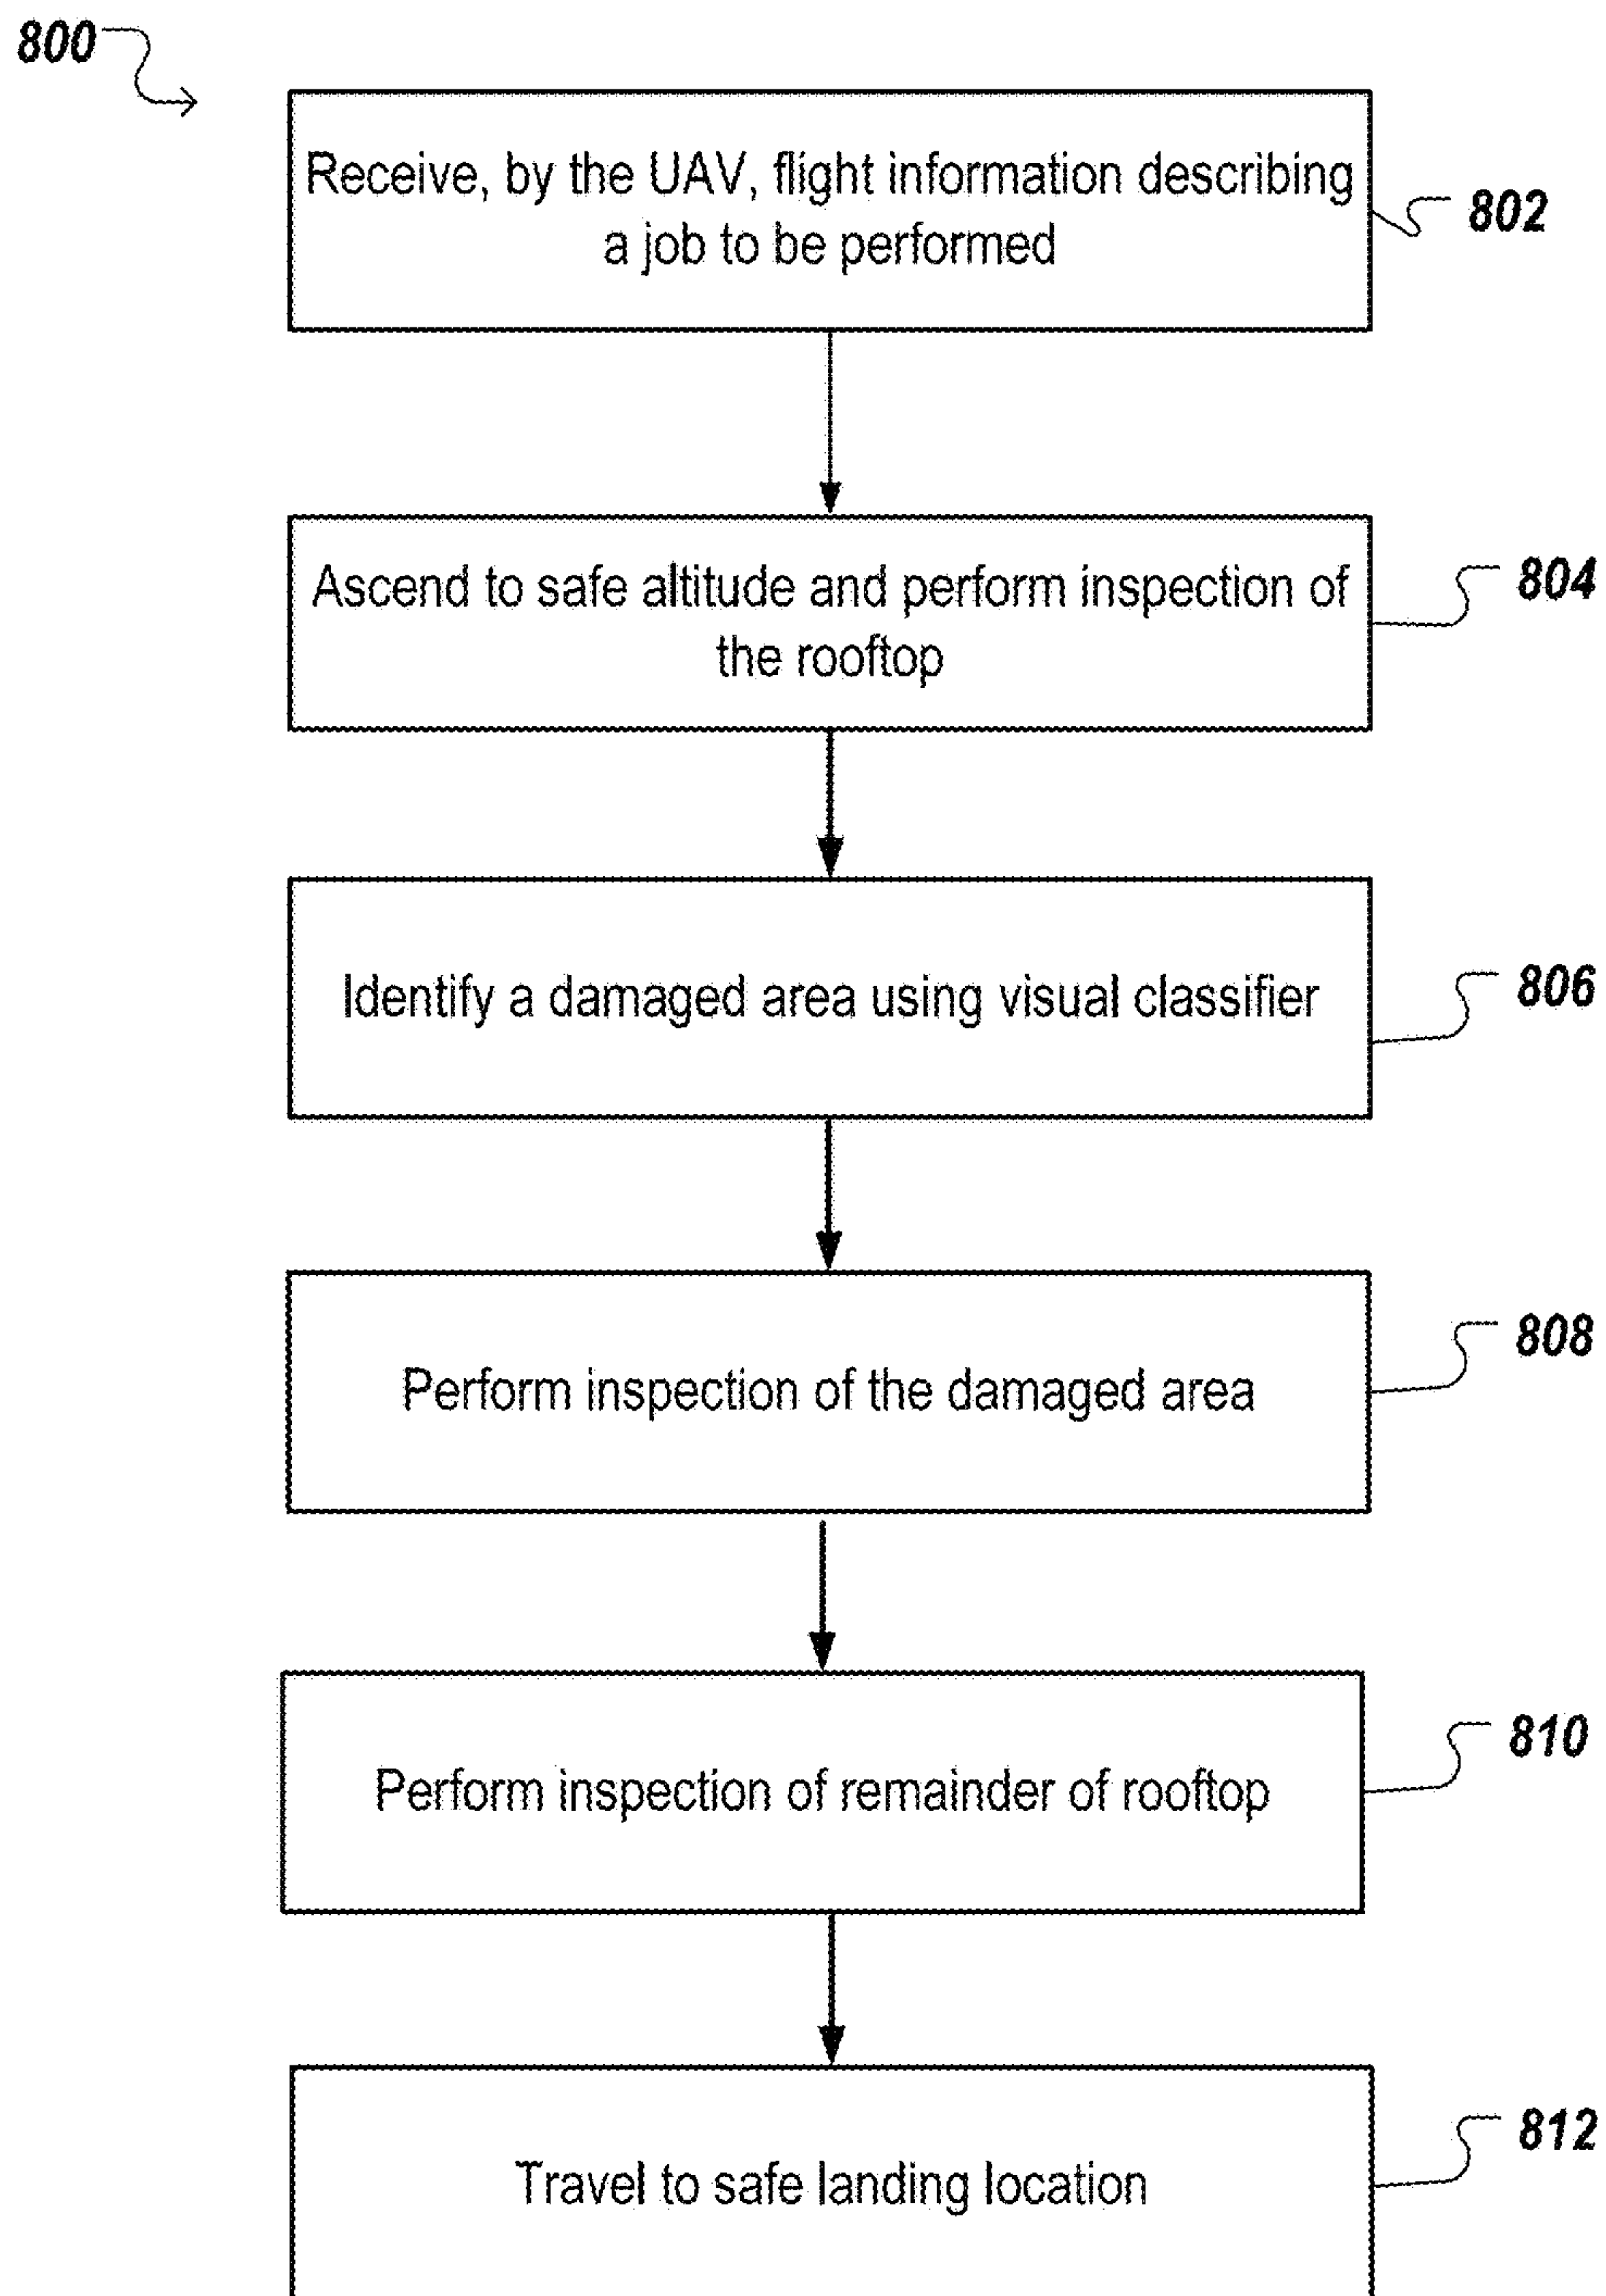 800
Receive, by the UAV, flight information describing
a job to be performed
802
Ascend to safe altitude and perform inspection of
the rooftop
804
Identify a damaged area using visual classifier
806
Perform inspection of the damaged area
808
Perform inspection of remainder of rooftop
810
Travel to safe landing location
812